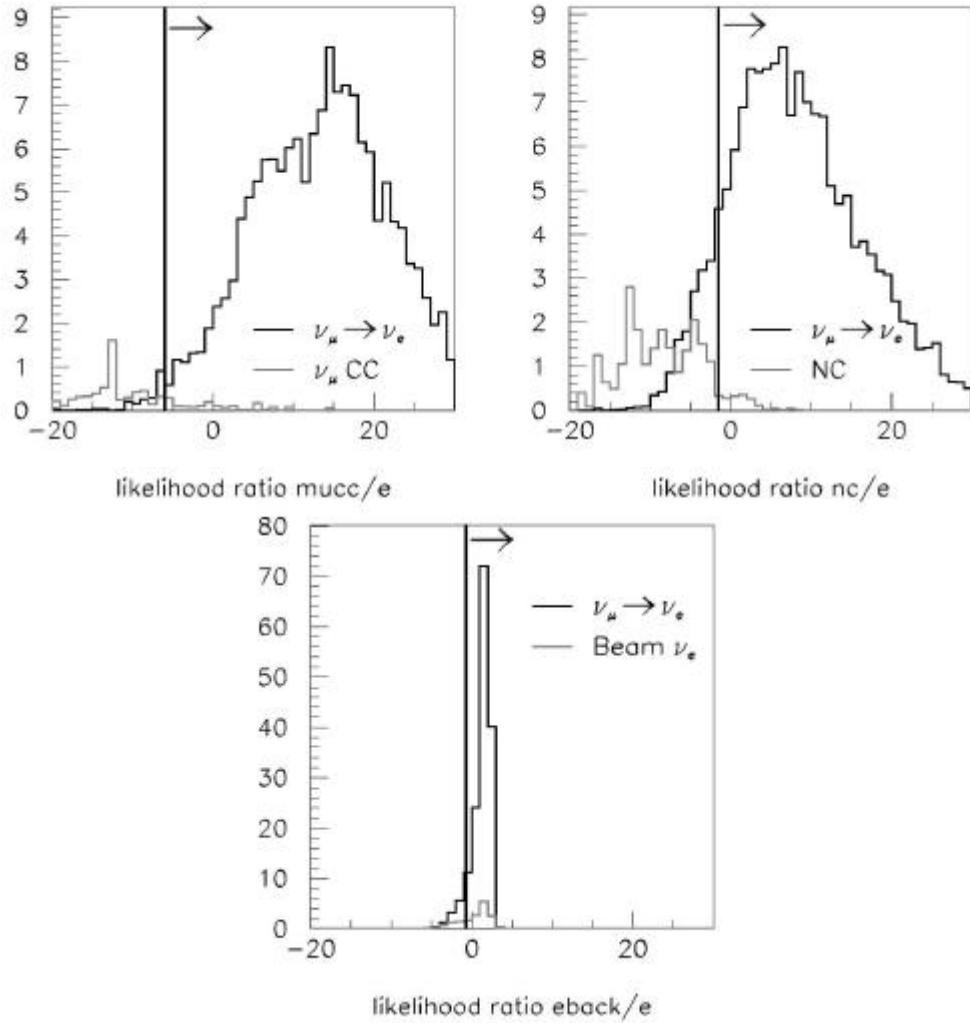 9
8
7
6
5
4
3
2
1
0
ν_μ → ν_e
ν_μ CC
−20 0 20
likelihood ratio mucc/e
9
8
7
6
5
4
3
2
1
0
ν_μ → ν_e
NC
−20 0 20
likelihood ratio nc/e
80
70
60
50
40
30
20
10
0
ν_μ → ν_e
Beam ν_e
−20 0 20
likelihood ratio eback/e